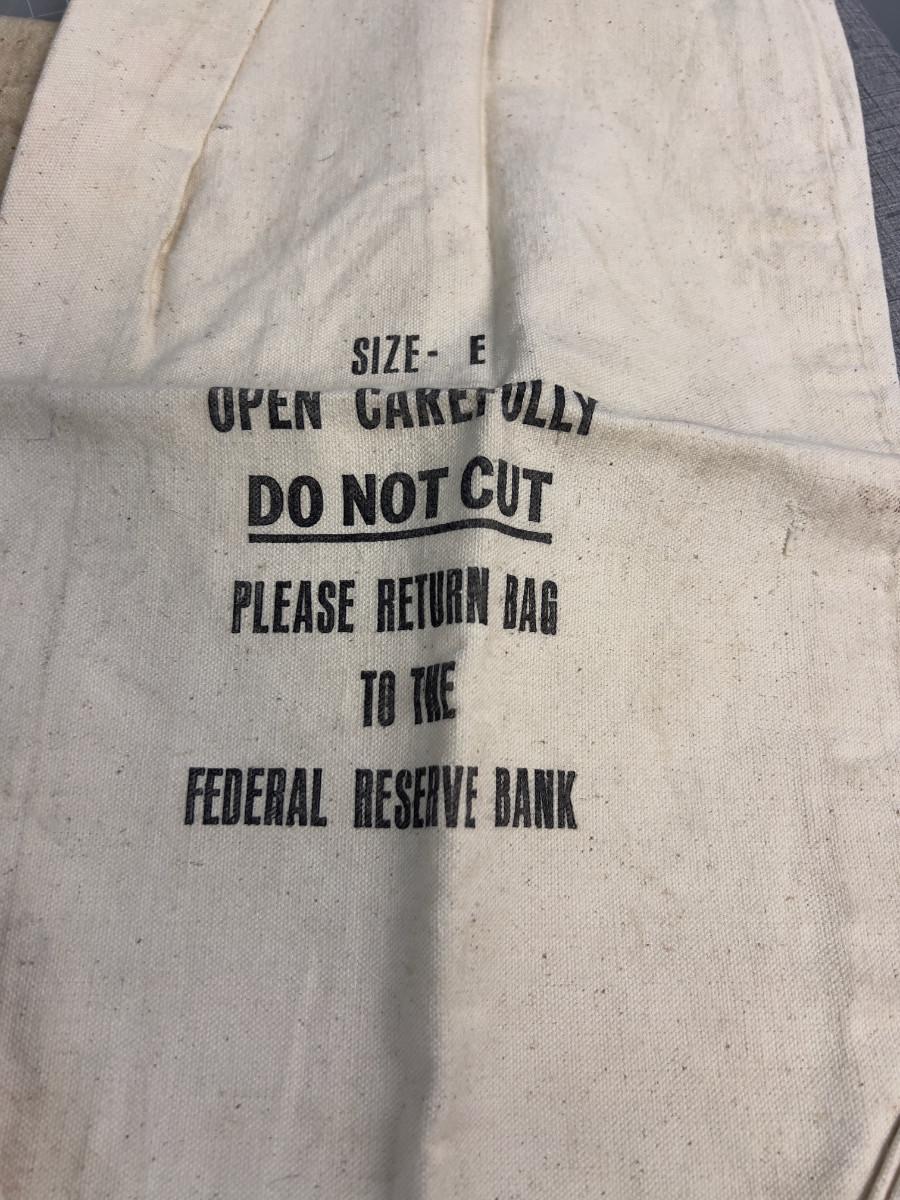 SIZE- E
OPEN CAREFULLY
DO NOT CUT
PLEASE RETURN BAG
TO THE
FEDERAL RESERVE BANK